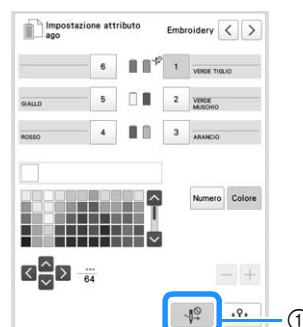 Impostazione attributo
ago
Embroidery
6 1 VERDE TIGLIO
GIALLO 5 2 VERDE
MUSCHIO
ROSSO 4 3 ARANCIO
Numero Colore
---
64
- +
1